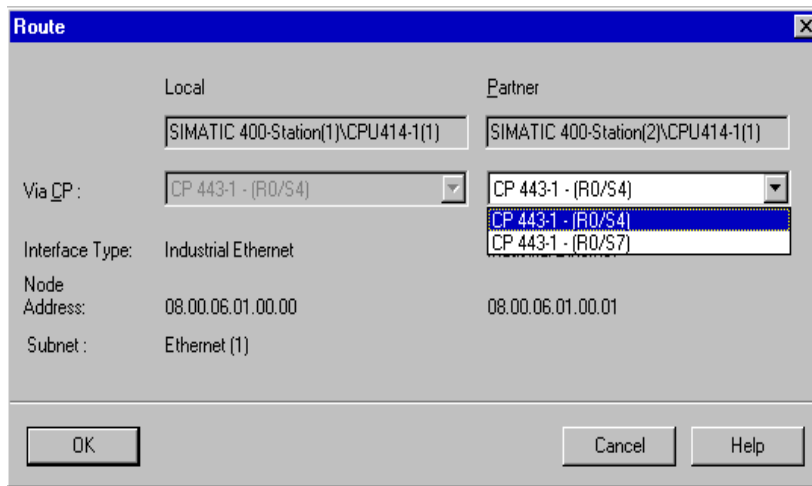 Route
Local Partner
SIMATIC 400-Station(1)\CPU414-1(1) SIMATIC 400-Station(2)\CPU414-1(1)
Via CP : CP 443-1 - (R0/S4) CP 443-1 - (R0/S4)
CP 443-1 - (R0/S4)
CP 443-1 - (R0/S7)
Interface Type: Industrial Ethernet
Node
Address: 08.00.06.01.00.00 08.00.06.01.00.01
Subnet : Ethernet (1)
OK Cancel Help